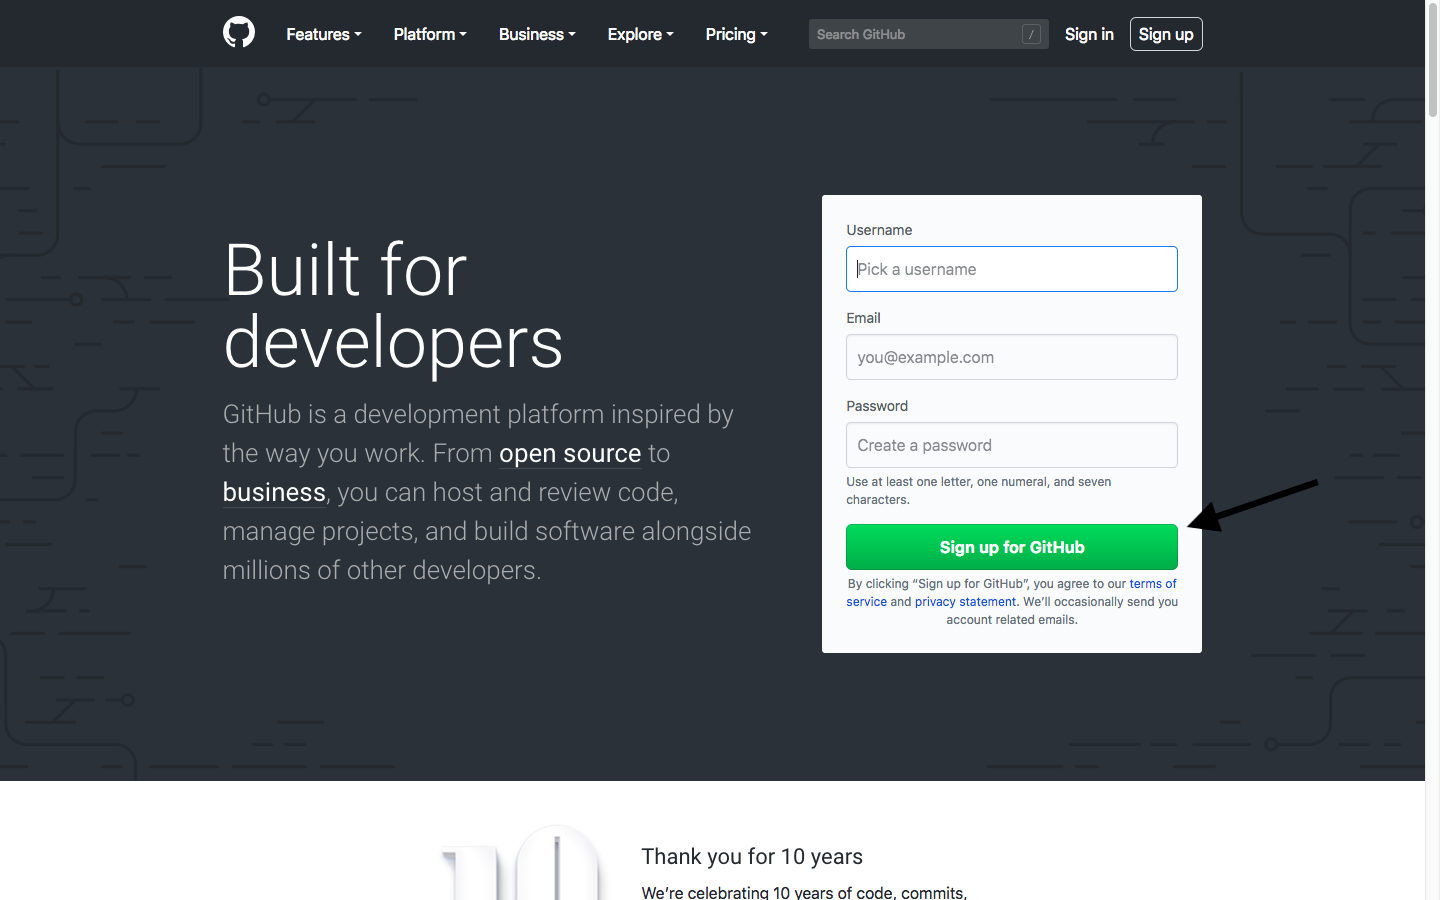 Features Platform Business Explore Pricing Search GitHub / Sign in Sign up
Built for
developers
GitHub is a development platform inspired by
the way you work. From open source to
business, you can host and review code,
manage projects, and build software alongside
millions of other developers.
Username
Pick a username
Email
you@example.com
Password
Create a password
Use at least one letter, one numeral, and seven
characters.
Sign up for GitHub
By clicking “Sign up for GitHub”, you agree to our terms of
service and privacy statement. We’ll occasionally send you
account related emails.
10
Thank you for 10 years
We’re celebrating 10 years of code, commits,